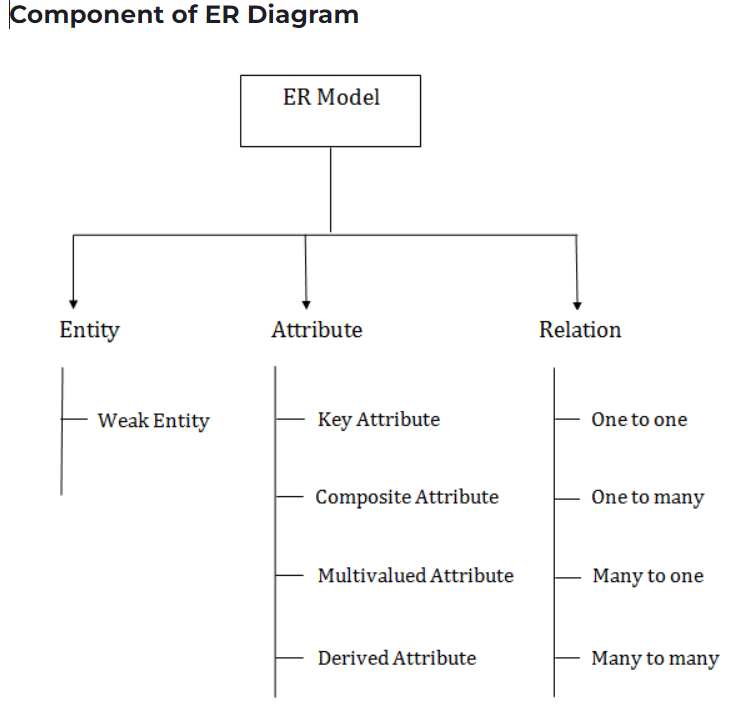 Component of ER Diagram
ER Model
Entity
Attribute
Relation
Weak Entity
Key Attribute
One to one
Composite Attribute
One to many
Multivalued Attribute
Many to one
Derived Attribute
Many to many